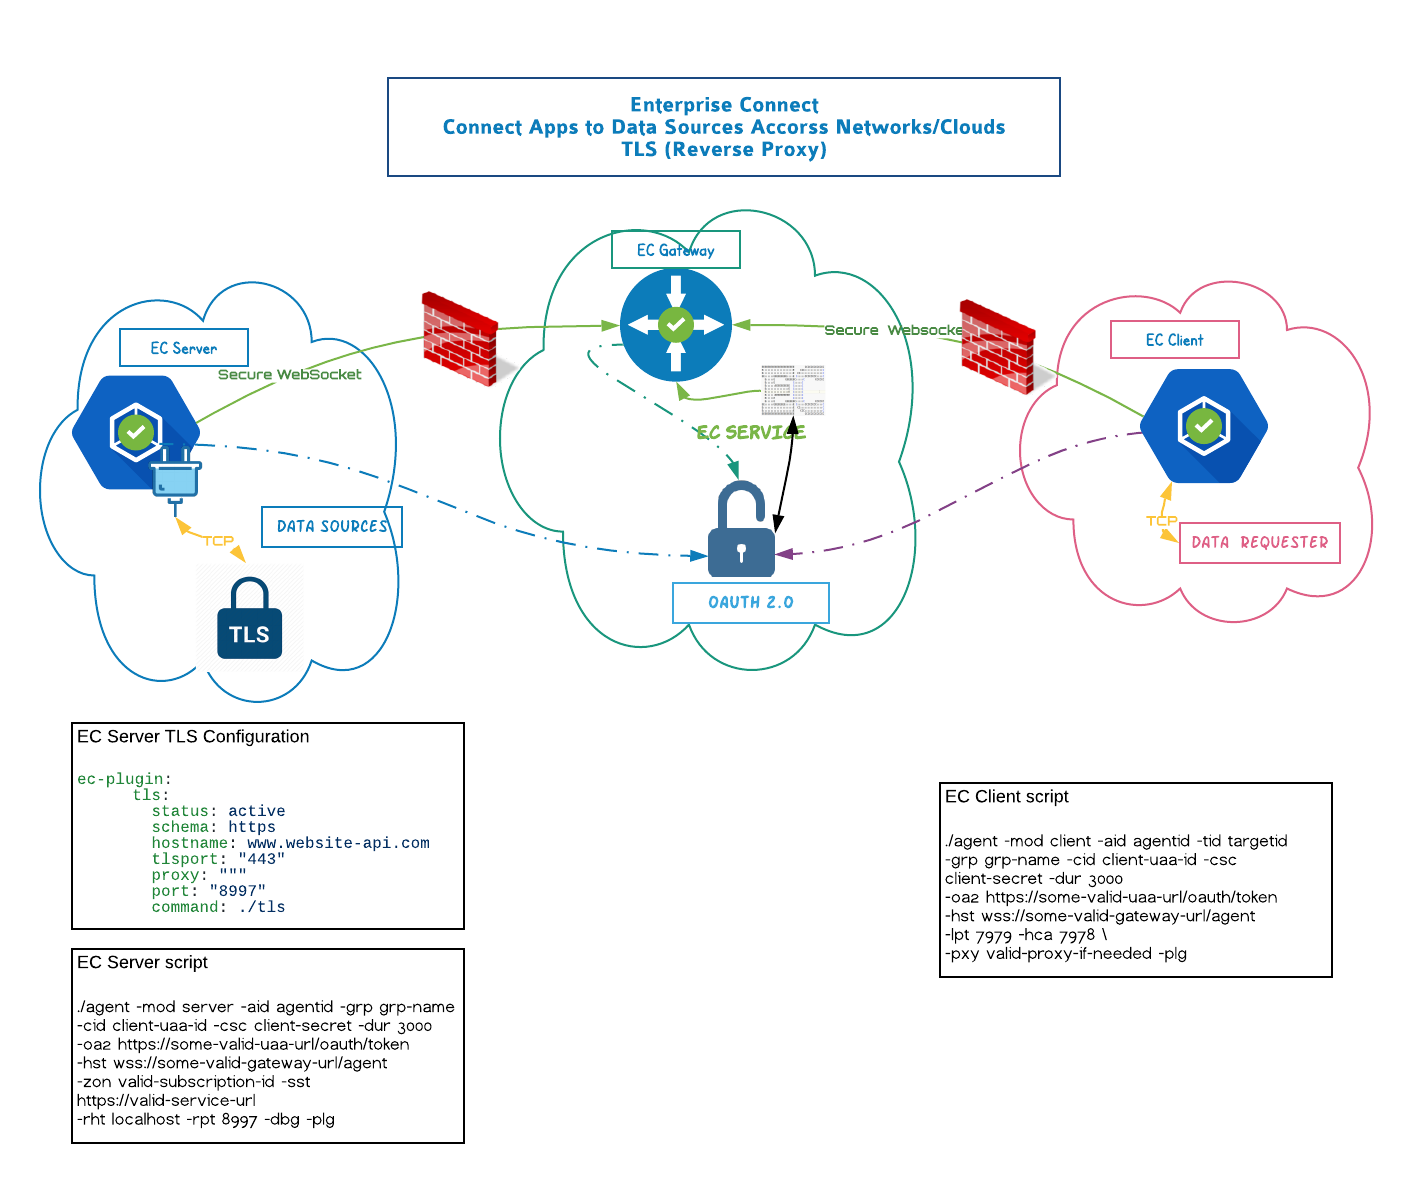 Enterprise Connect
Connect Apps to Data Sources Accorss Networks/Clouds
TLS (Reverse Proxy)
EC Gateway
EC Server
Secure WebSocket
Secure Websocke
EC Client
EC
EC SERVICE
DATA SOURCES
TCP
TCP
DATA REQUESTER
TLS
OAUTH 2.0
EC Server TLS Configuration
ec-plugin:
tls:
status: active
schema: https
hostname: www.website-api.com
tlsport: "443"
proxy: """
port: "8997"
command: ./tls
EC Server script
./agent -mod server -aid agentid -grp grp-name
-cid client-uaa-id -csc client-secret -dur 3000
-oa2 https://some-valid-uaa-url/oauth/token
-hst wss://some-valid-gateway-url/agent
-zon valid-subscription-id -sst
https://valid-service-url
-rht localhost -rpt 8997 -dbg -plg
EC Client script
./agent -mod client -aid agentid -tid targetid
-grp grp-name -cid client-uaa-id -csc
client-secret -dur 3000
-oa2 https://some-valid-uaa-url/oauth/token
-hst wss://some-valid-gateway-url/agent
-lpt 7979 -hca 7978 \
-pxy valid-proxy-if-needed -plg